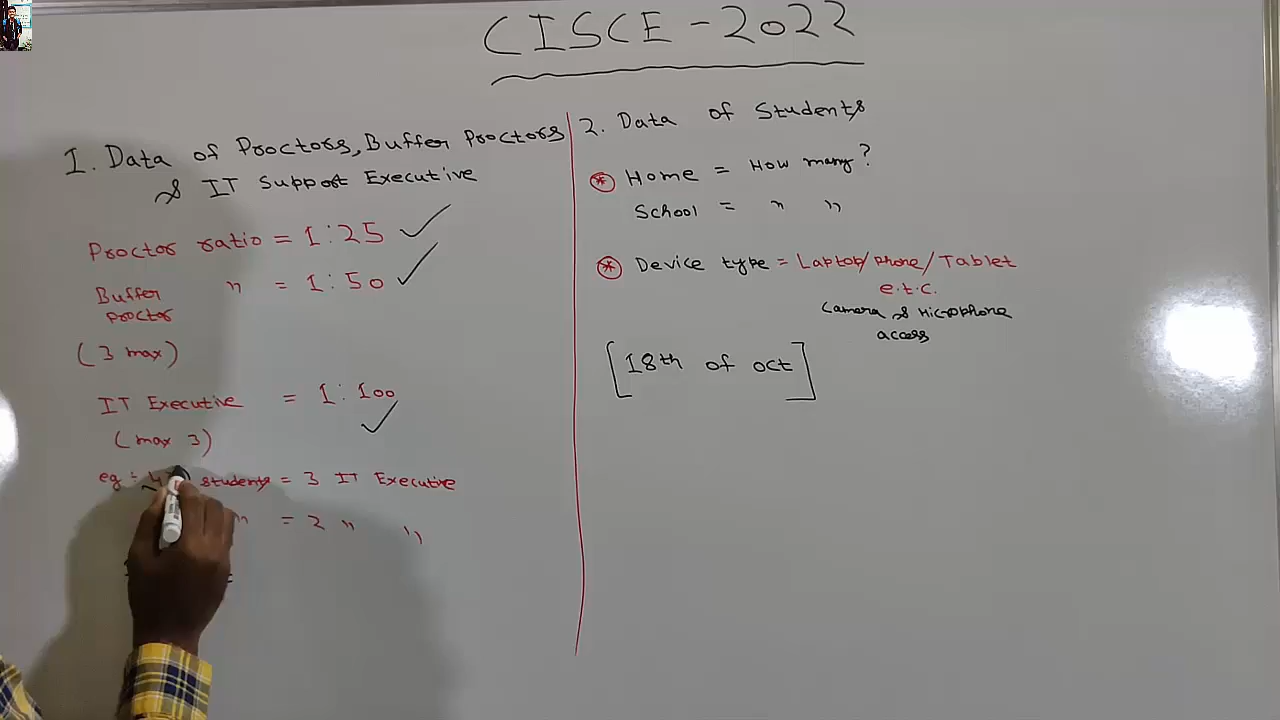 CISCE-2022
1. Data of Proctors, Buffer Proctors
& IT Support Executive
Proctor ratio = 1:25
Buffer proctor " = 1:50
(3 max)
IT Executive = 1:100
(max 3)
eg: students = 3 IT Executive
" = 2 " "
2. Data of Students
* Home = How many?
School = " "
* Device type = Laptop/phone/Tablet
e.t.c.
Camera & Microphone
access
[18th of oct]